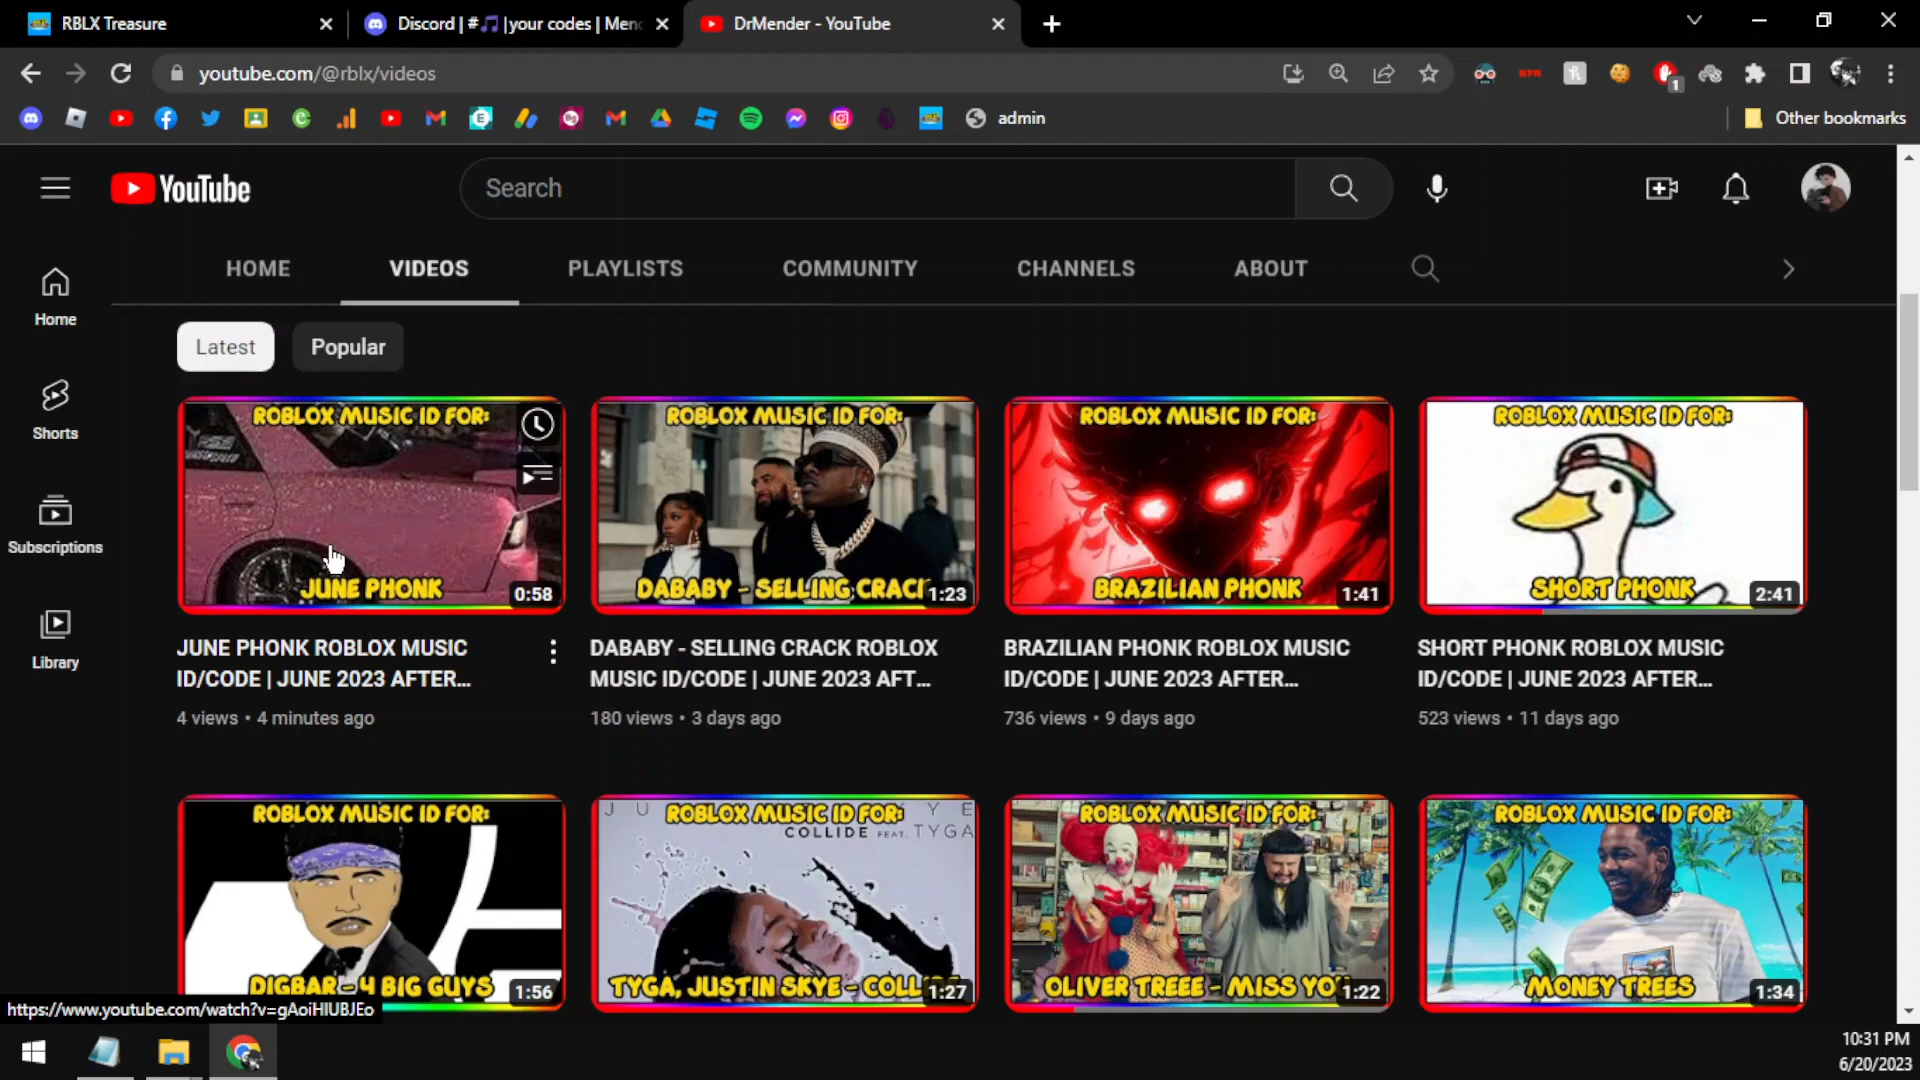 RBLX Treasure
Discord | #🎵|your codes | Men
DrMender - YouTube
youtube.com/@rblx/videos
1
admin
Other bookmarks
YouTube
Search
HOME
VIDEOS
PLAYLISTS
COMMUNITY
CHANNELS
ABOUT
Home
Shorts
Subscriptions
Library
Latest
Popular
ROBLOX MUSIC ID FOR:
JUNE PHONK
0:58
ROBLOX MUSIC ID FOR:
DABABY - SELLING CRACK
1:23
ROBLOX MUSIC ID FOR:
BRAZILIAN PHONK
1:41
ROBLOX MUSIC ID FOR:
SHORT PHONK
2:41
JUNE PHONK ROBLOX MUSIC
ID/CODE | JUNE 2023 AFTER...
4 views • 4 minutes ago
DABABY - SELLING CRACK ROBLOX
MUSIC ID/CODE | JUNE 2023 AFT...
180 views • 3 days ago
BRAZILIAN PHONK ROBLOX MUSIC
ID/CODE | JUNE 2023 AFTER...
736 views • 9 days ago
SHORT PHONK ROBLOX MUSIC
ID/CODE | JUNE 2023 AFTER...
523 views • 11 days ago
ROBLOX MUSIC ID FOR:
DIGBAR - 4 BIG GUYS
1:56
ROBLOX MUSIC ID FOR:
COLLIDE FEAT. TYGA
TYGA, JUSTIN SKYE - COLL
1:27
ROBLOX MUSIC ID FOR:
OLIVER TREEE - MISS YO
1:22
ROBLOX MUSIC ID FOR:
MONEY TREES
1:34
https://www.youtube.com/watch?v=gAoiHlUBJEo
10:31 PM
6/20/2023